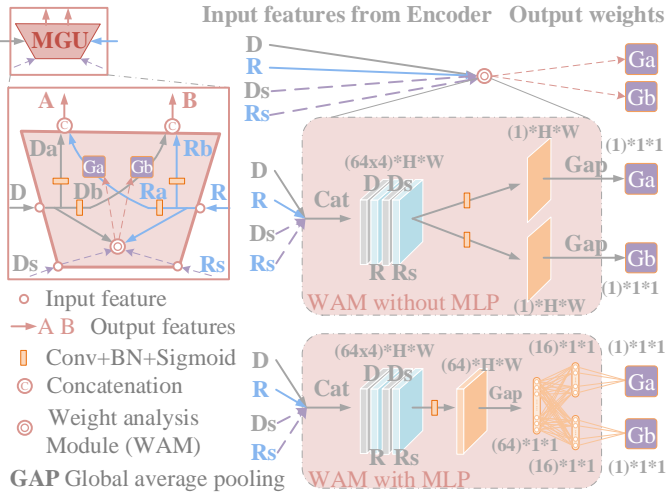 Input features from Encoder Output weights
MGU
D
R
Ds
Rs
Ga
Gb
A B
C C
Da Rb
Ga Gb
Db Ra
D R
Ds Rs
Input feature
A B Output features
Conv+BN+Sigmoid
C Concatenation
Weight analysis
Module (WAM)
GAP Global average pooling
(1)*H*W
(64x4)*H*W (1)*1*1
D D Ds Gap Ga
R Cat
Ds Gap Gb
Rs R Rs (1)*1*1
WAM without MLP (1)*H*W
(16)*1*1 (1)*1*1
D (64x4)*H*W (64)*H*W
R Cat D Ds Gap Ga
Ds Gb
Rs R Rs (64)*1*1
WAM with MLP (16)*1*1 (1)*1*1